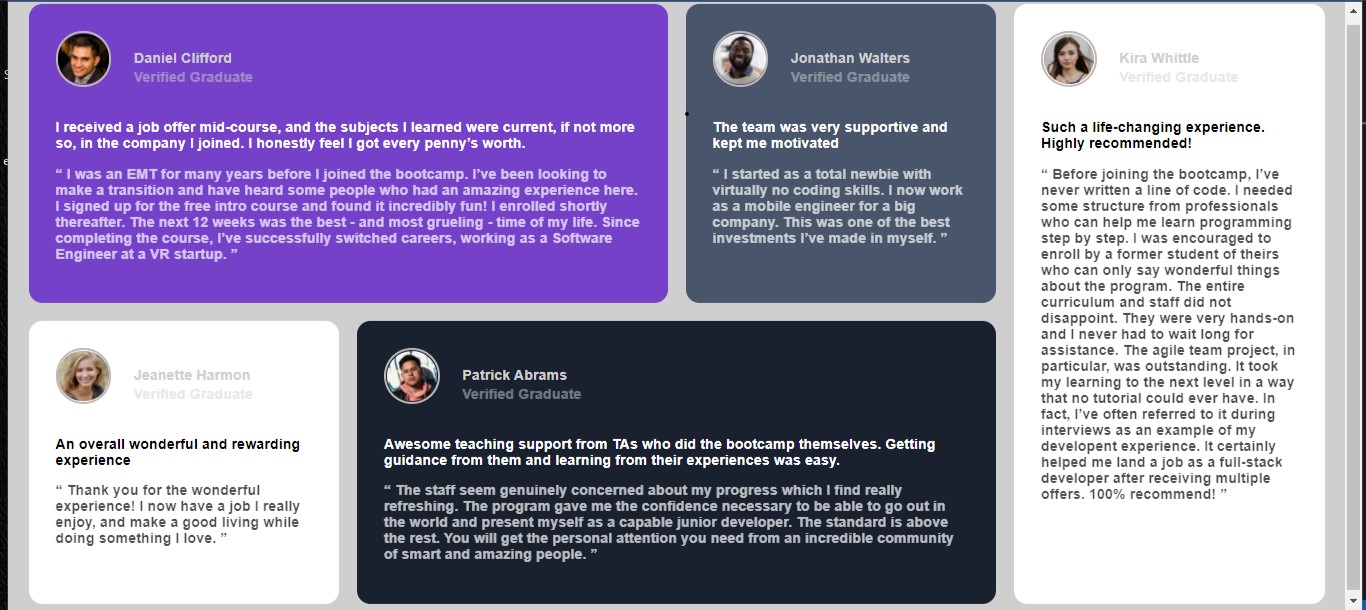 Daniel Clifford
Verified Graduate
I received a job offer mid-course, and the subjects I learned were current, if not more
so, in the company I joined. I honestly feel I got every penny’s worth.
“ I was an EMT for many years before I joined the bootcamp. I’ve been looking to
make a transition and have heard some people who had an amazing experience here.
I signed up for the free intro course and found it incredibly fun! I enrolled shortly
thereafter. The next 12 weeks was the best - and most grueling - time of my life. Since
completing the course, I’ve successfully switched careers, working as a Software
Engineer at a VR startup. ”
Jonathan Walters
Verified Graduate
The team was very supportive and
kept me motivated
“ I started as a total newbie with
virtually no coding skills. I now work
as a mobile engineer for a big
company. This was one of the best
investments I’ve made in myself. ”
Kira Whittle
Verified Graduate
Such a life-changing experience.
Highly recommended!
“ Before joining the bootcamp, I’ve
never written a line of code. I needed
some structure from professionals
who can help me learn programming
step by step. I was encouraged to
enroll by a former student of theirs
who can only say wonderful things
about the program. The entire
curriculum and staff did not
disappoint. They were very hands-on
and I never had to wait long for
assistance. The agile team project, in
particular, was outstanding. It took
my learning to the next level in a way
that no tutorial could ever have. In
fact, I’ve often referred to it during
interviews as an example of my
developent experience. It certainly
helped me land a job as a full-stack
developer after receiving multiple
offers. 100% recommend! ”
Jeanette Harmon
Verified Graduate
An overall wonderful and rewarding
experience
“ Thank you for the wonderful
experience! I now have a job I really
enjoy, and make a good living while
doing something I love. ”
Patrick Abrams
Verified Graduate
Awesome teaching support from TAs who did the bootcamp themselves. Getting
guidance from them and learning from their experiences was easy.
“ The staff seem genuinely concerned about my progress which I find really
refreshing. The program gave me the confidence necessary to be able to go out in
the world and present myself as a capable junior developer. The standard is above
the rest. You will get the personal attention you need from an incredible community
of smart and amazing people. ”